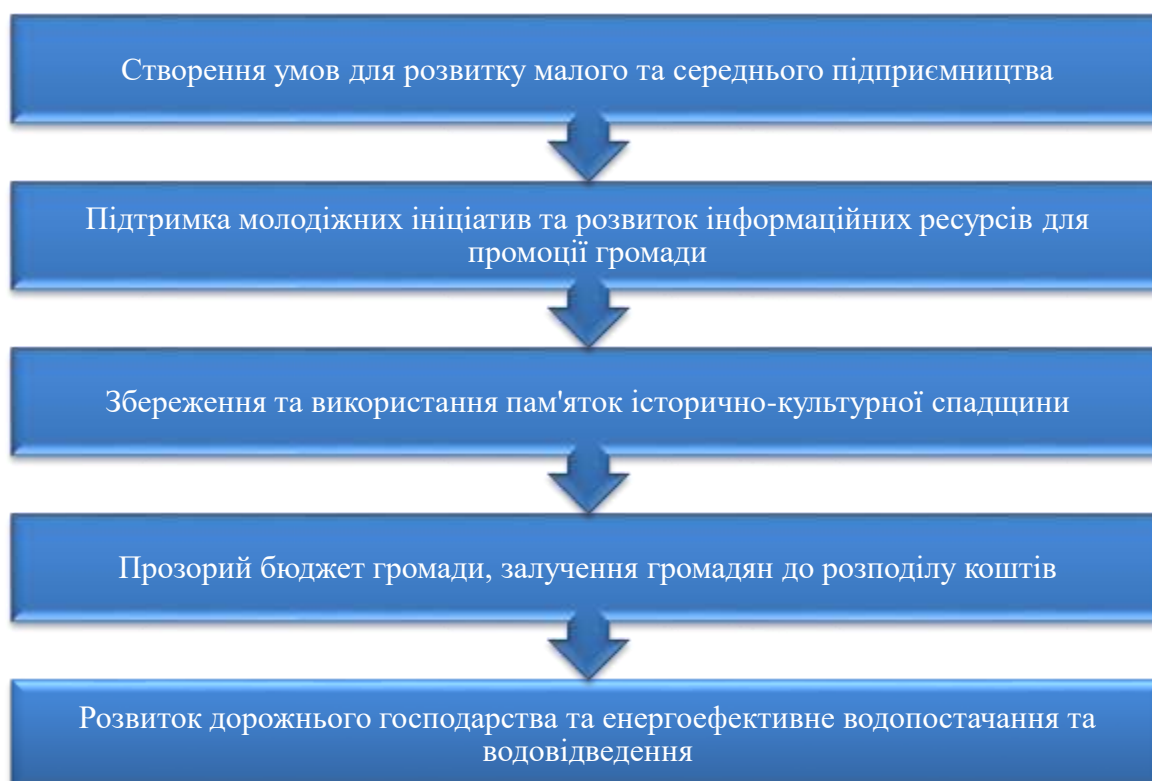 Створення умов для розвитку малого та середнього підприємництва
Підтримка молодіжних ініціатив та розвиток інформаційних ресурсів для
промоції громади
Збереження та використання пам'яток історично-культурної спадщини
Прозорий бюджет громади, залучення громадян до розподілу коштів
Розвиток дорожнього господарства та енергоефективне водопостачання та
водовідведення